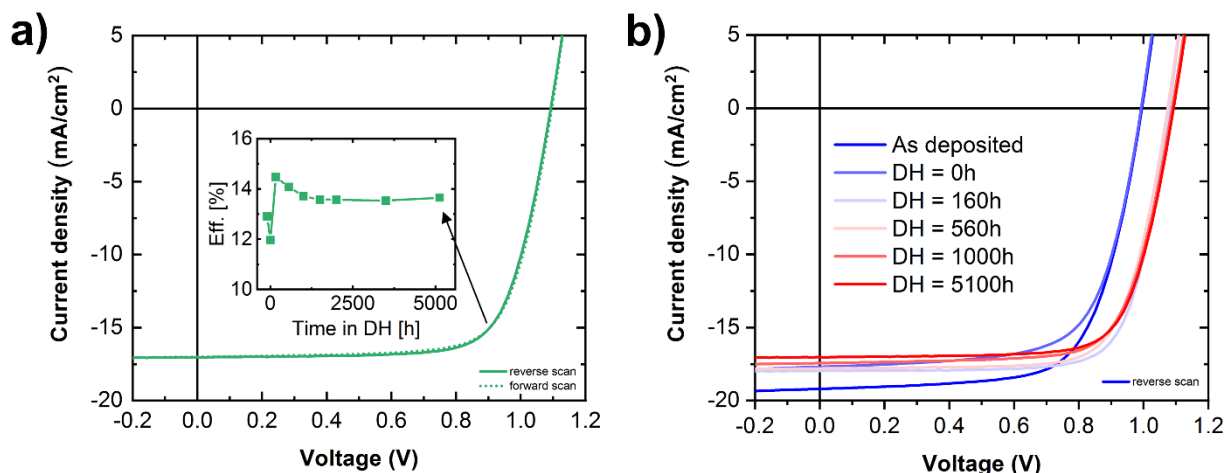 a)
Current density (mA/cm²)
5
0
-5
-10
-15
-20
-0.2 0.0 0.2 0.4 0.6 0.8 1.0 1.2
Voltage (V)
Eff. [%]
16
14
12
10
0 2500 5000
Time in DH [h]
reverse scan
forward scan
b)
Current density (mA/cm²)
5
0
-5
-10
-15
-20
-0.2 0.0 0.2 0.4 0.6 0.8 1.0 1.2
Voltage (V)
As deposited
DH = 0h
DH = 160h
DH = 560h
DH = 1000h
DH = 5100h
reverse scan